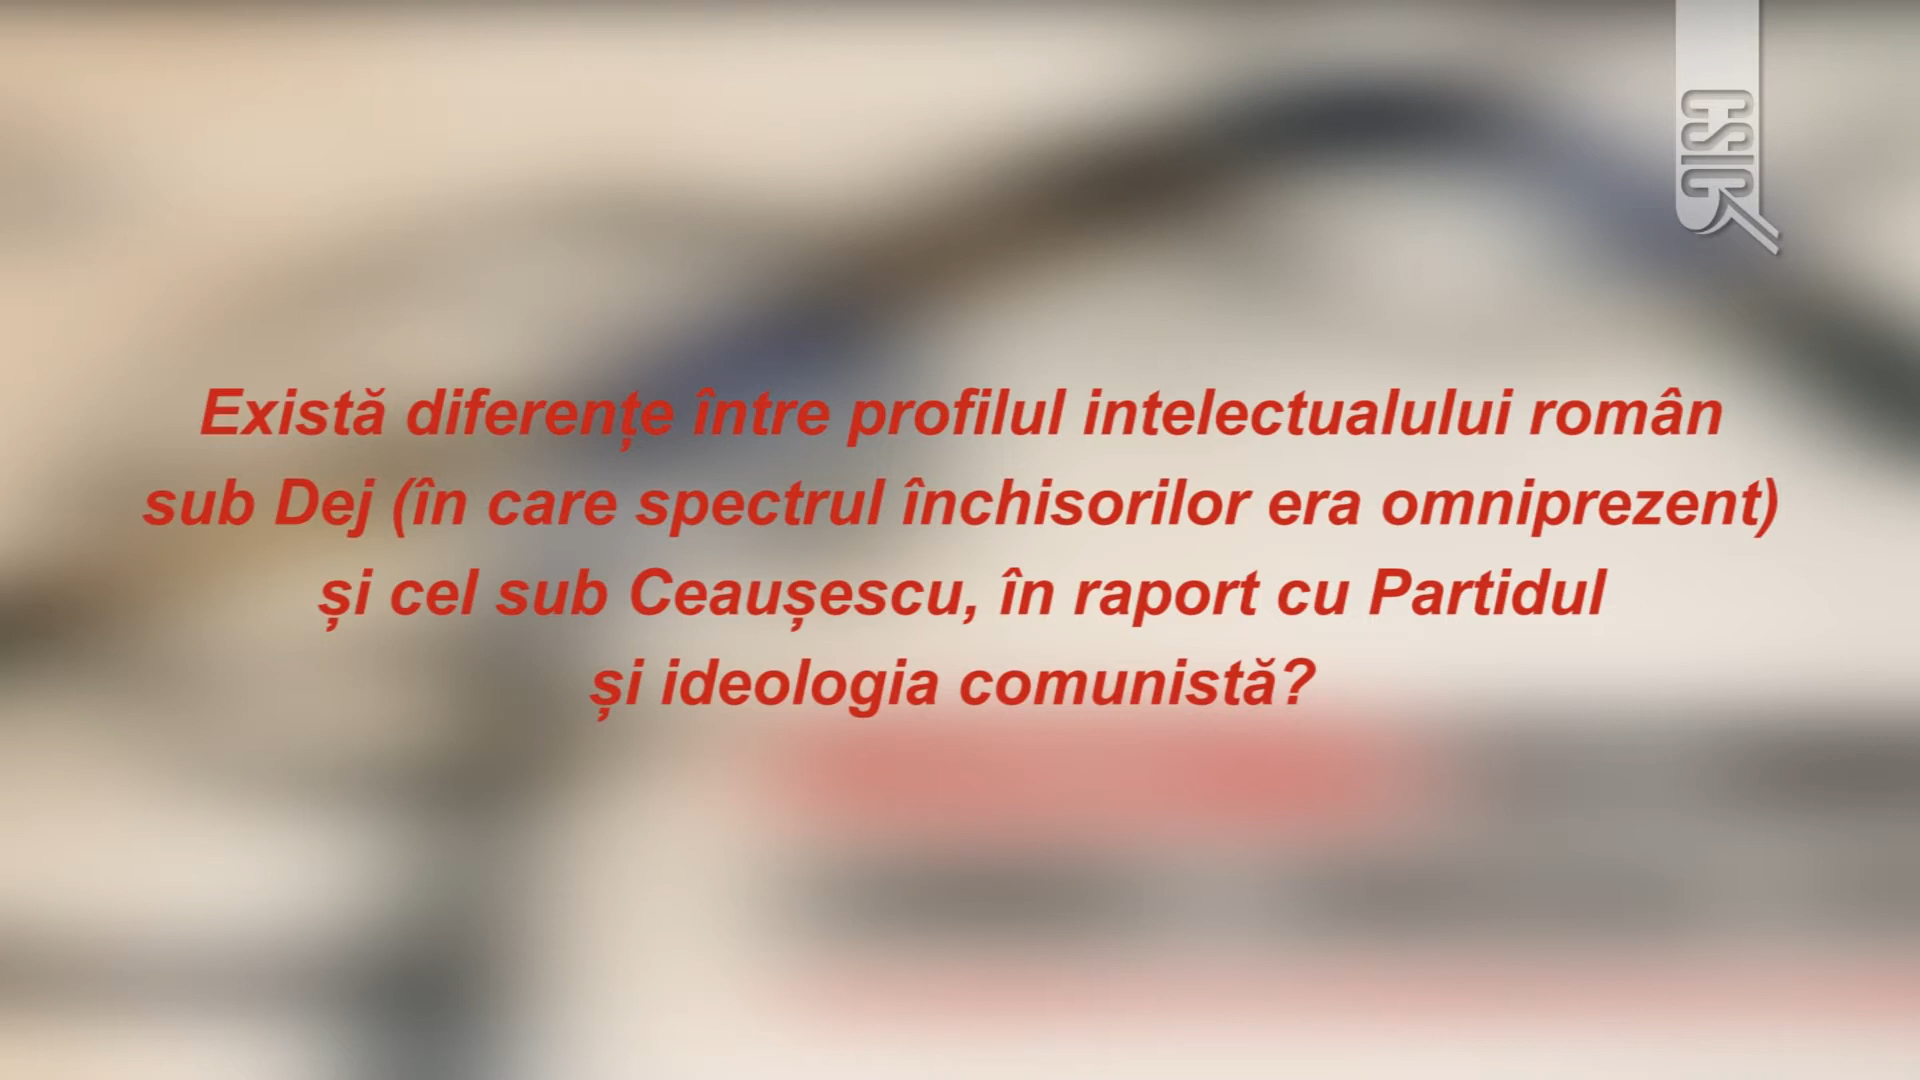 Există diferențe între profilul intelectualului român
sub Dej (în care spectrul închisorilor era omniprezent)
și cel sub Ceaușescu, în raport cu Partidul
și ideologia comunistă?